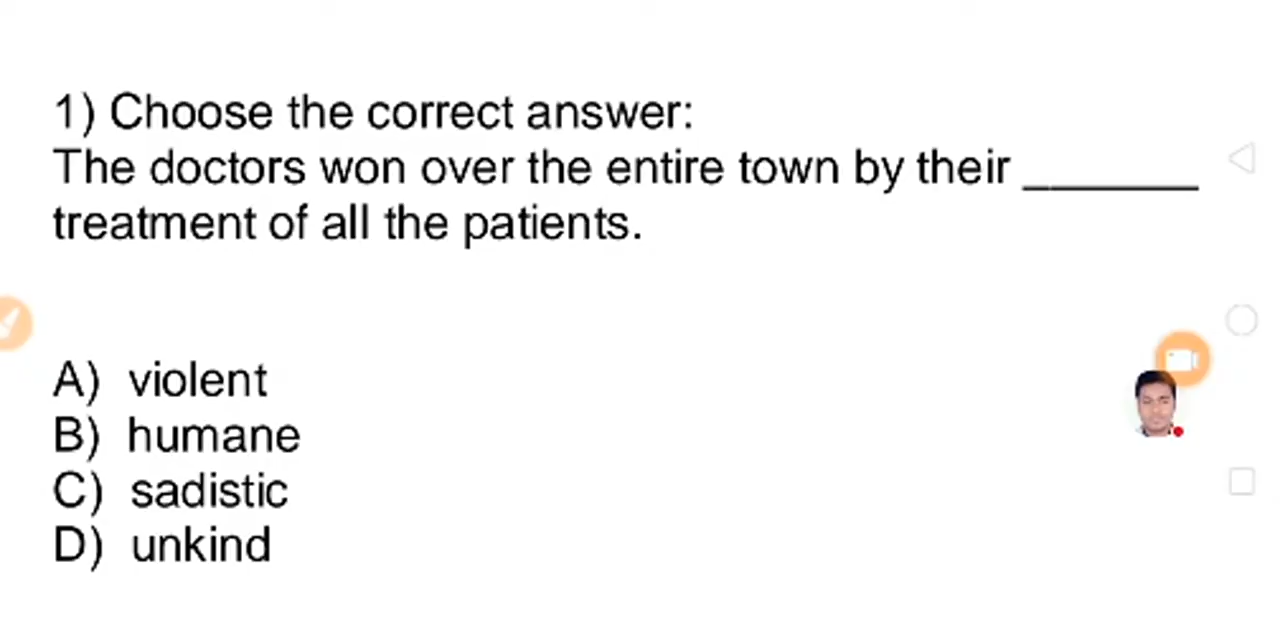 1) Choose the correct answer:
The doctors won over the entire town by their _______
treatment of all the patients.
A) violent
B) humane
C) sadistic
D) unkind